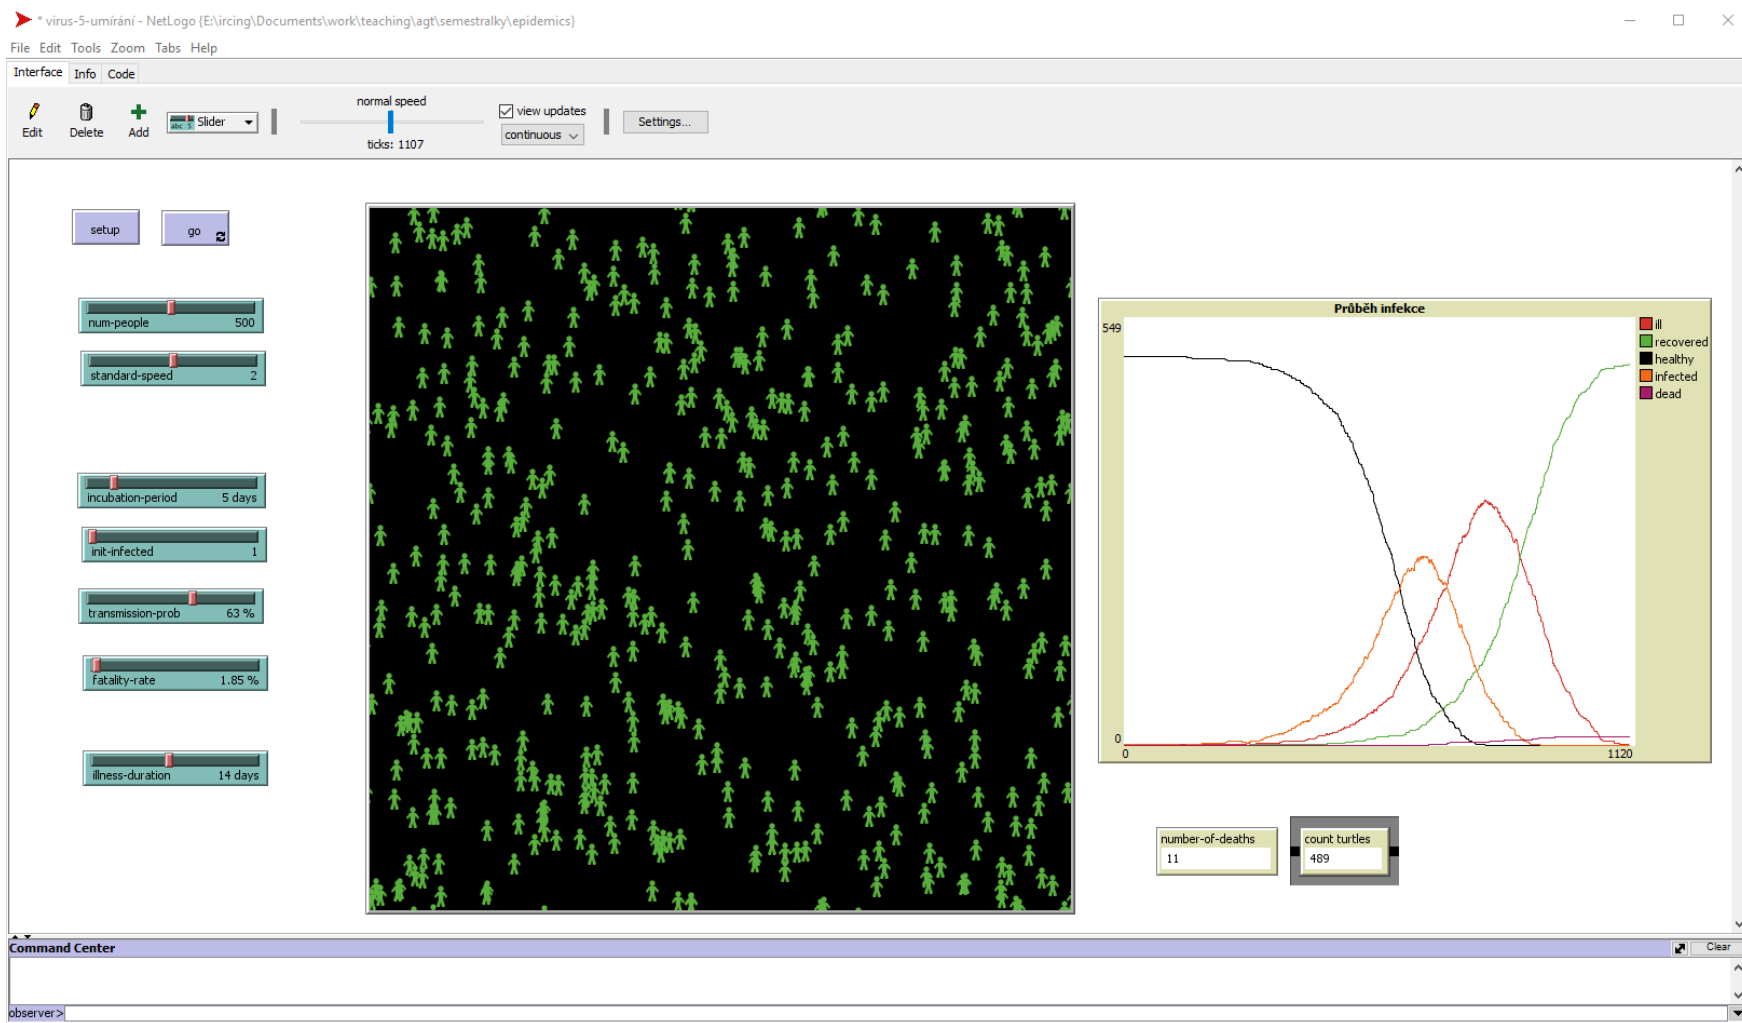 * virus-5-umírání - NetLogo {E:\ircing\Documents\work\teaching\agt\semestralky\epidemics}
File Edit Tools Zoom Tabs Help
Interface Info Code
Edit Delete Add
abc 5 Slider
normal speed
ticks: 1107
view updates
continuous
Settings...
setup
go
num-people 500
standard-speed 2
incubation-period 5 days
init-infected 1
transmission-prob 63 %
fatality-rate 1.85 %
illness-duration 14 days
Průběh infekce
549
0
0 1120
ill
recovered
healthy
infected
dead
number-of-deaths
11
count turtles
489
Command Center
Clear
observer>